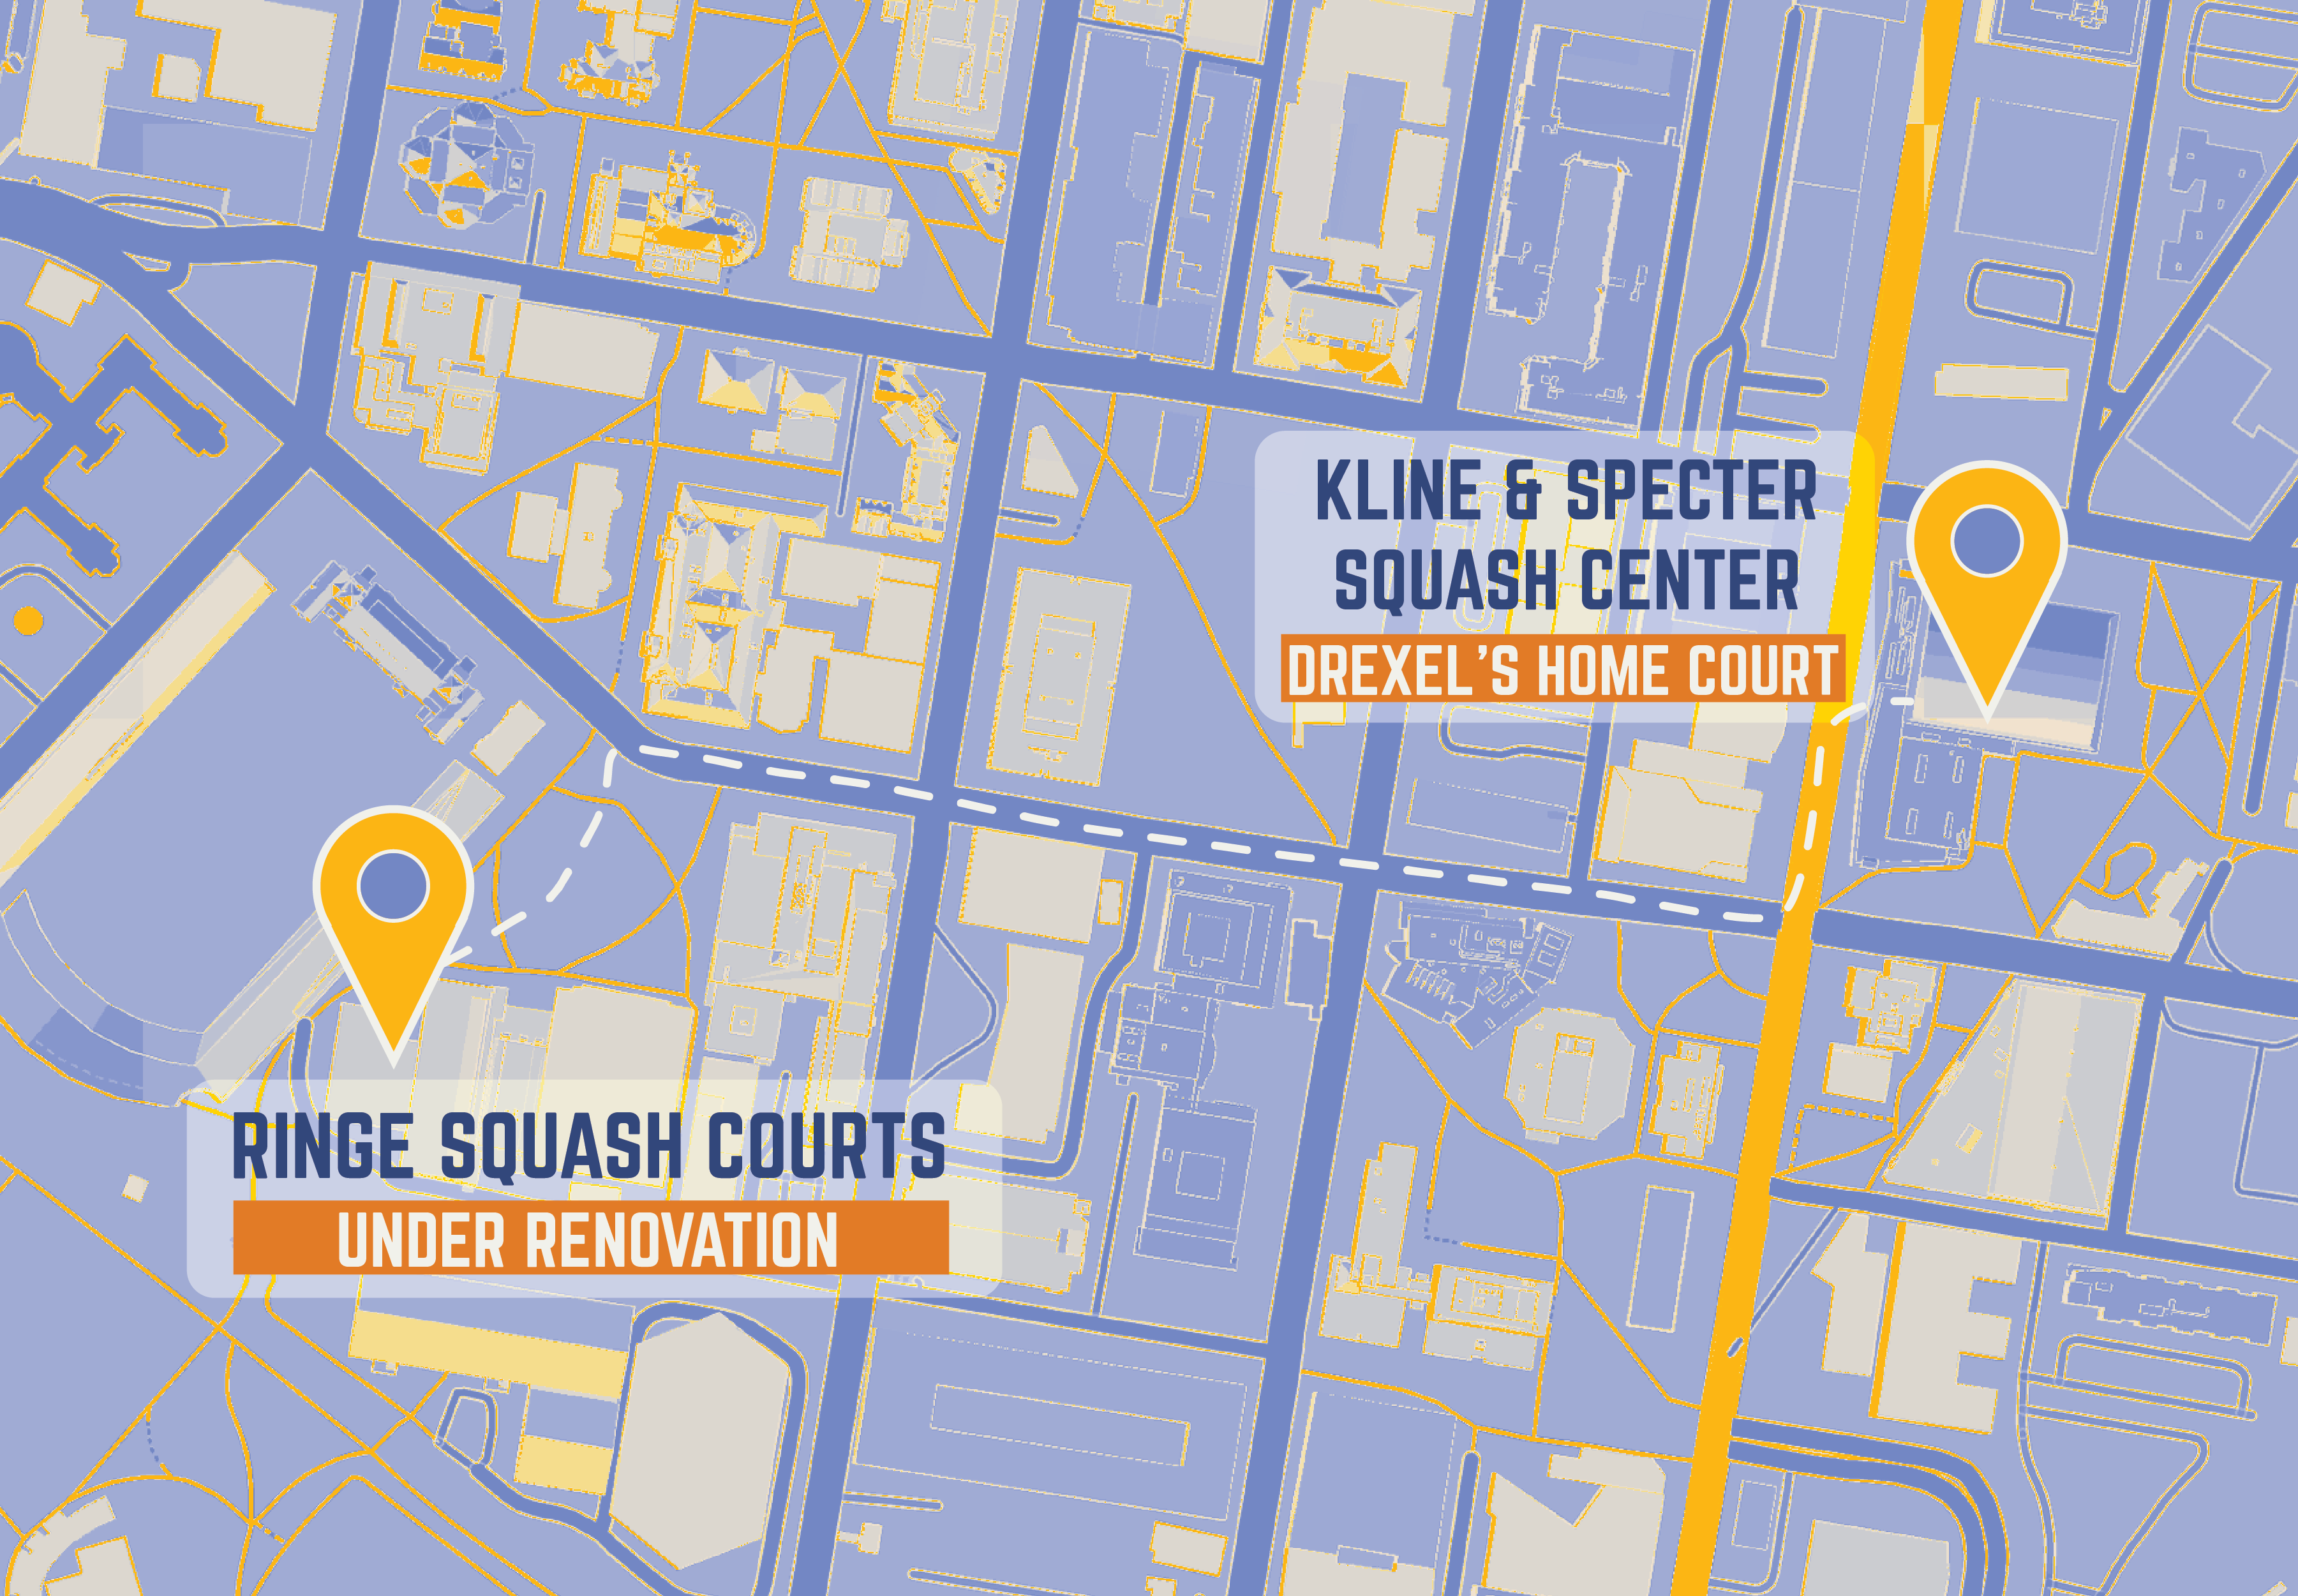 KLINE & SPECTER
SQUASH CENTER
DREXEL'S HOME COURT
RINGE SQUASH COURTS
UNDER RENOVATION